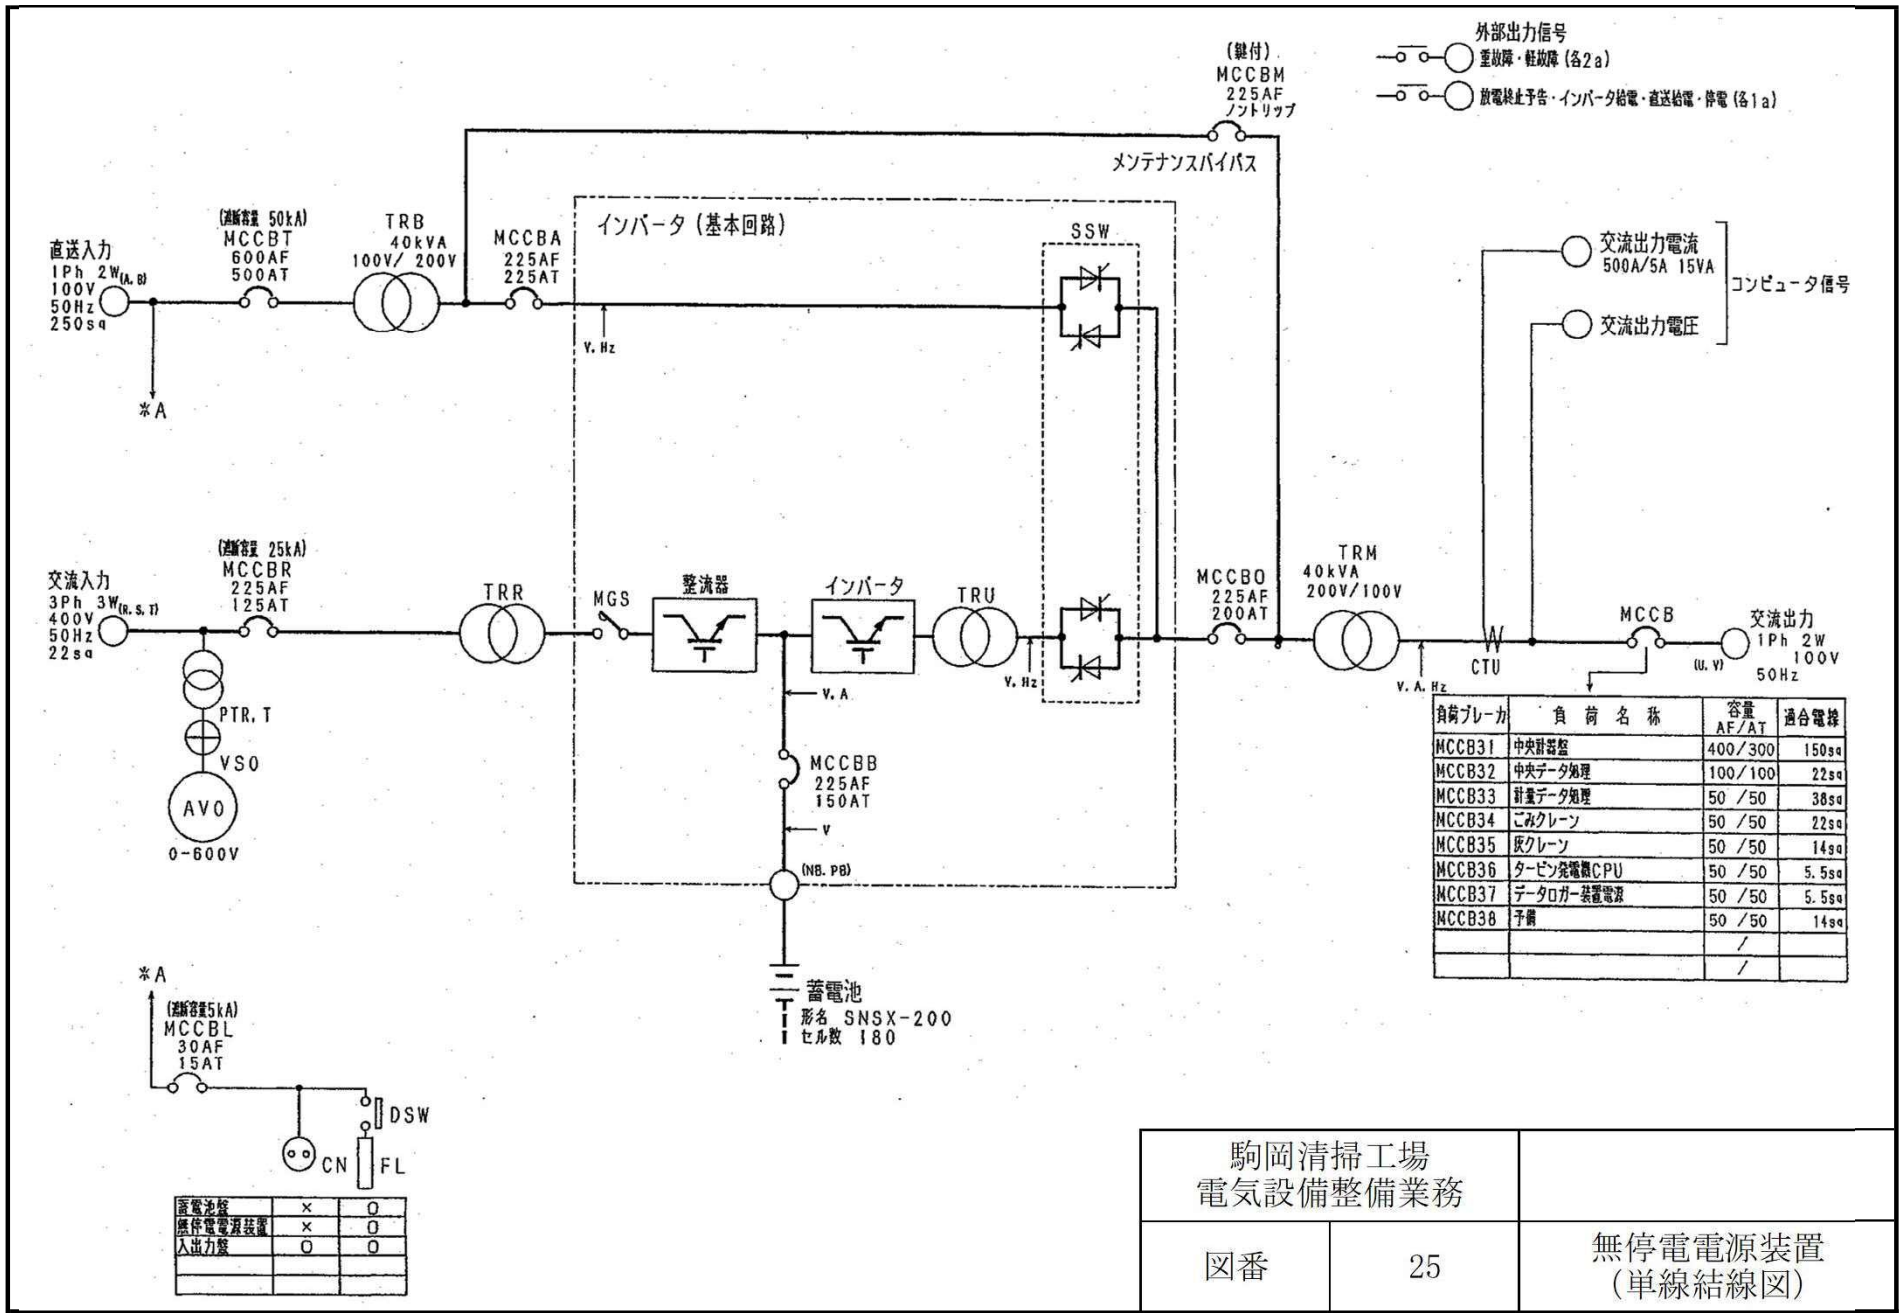 外部出力信号
重故障・軽故障 (各2a)
放電終止予告・インバータ給電・直送給電・停電 (各1a)
(鍵付)
MCCBM
225AF
ノントリップ
メンテナンスバイパス
直送入力
1Ph 2W(A.B)
100V
50Hz
250sq
(遮断容量 50kA)
MCCBT
600AF
500AT
TRB
40kVA
100V/ 200V
MCCBA
225AF
225AT
インバータ (基本回路)
SSW
V.Hz
※A
交流出力電流
500A/5A 15VA
交流出力電圧
コンピュータ信号
交流入力
3Ph 3W(R.S.T)
400V
50Hz
22sq
(遮断容量 25kA)
MCCBR
225AF
125AT
TRR
MGS
整流器
インバータ
TRU
V.Hz
MCCBO
225AF
200AT
TRM
40kVA
200V/100V
V.A.Hz
CTU
MCCB
(U.V)
交流出力
1Ph 2W
100V
50Hz
PTR.T
VSO
AVO
0-600V
V.A
MCCBB
225AF
150AT
V
(NB.PB)
蓄電池
形名 SNSX-200
セル数 180
負荷ブレーカ 負荷名称 容量 AF/AT 適合電線
MCCB31 中央計器盤 400/300 150sq
MCCB32 中央データ処理 100/100 22sq
MCCB33 計量データ処理 50 /50 38sq
MCCB34 ごみクレーン 50 /50 22sq
MCCB35 灰クレーン 50 /50 14sq
MCCB36 タービン発電機CPU 50 /50 5.5sq
MCCB37 データロガー装置電源 50 /50 5.5sq
MCCB38 予備 50 /50 14sq
/
/
※A
(遮断容量5kA)
MCCBL
30AF
15AT
DSW
CN
FL
蓄電池盤 × ○
無停電電源装置 × ○
入出力盤 ○ ○
駒岡清掃工場
電気設備整備業務
図番 25
無停電電源装置
(単線結線図)